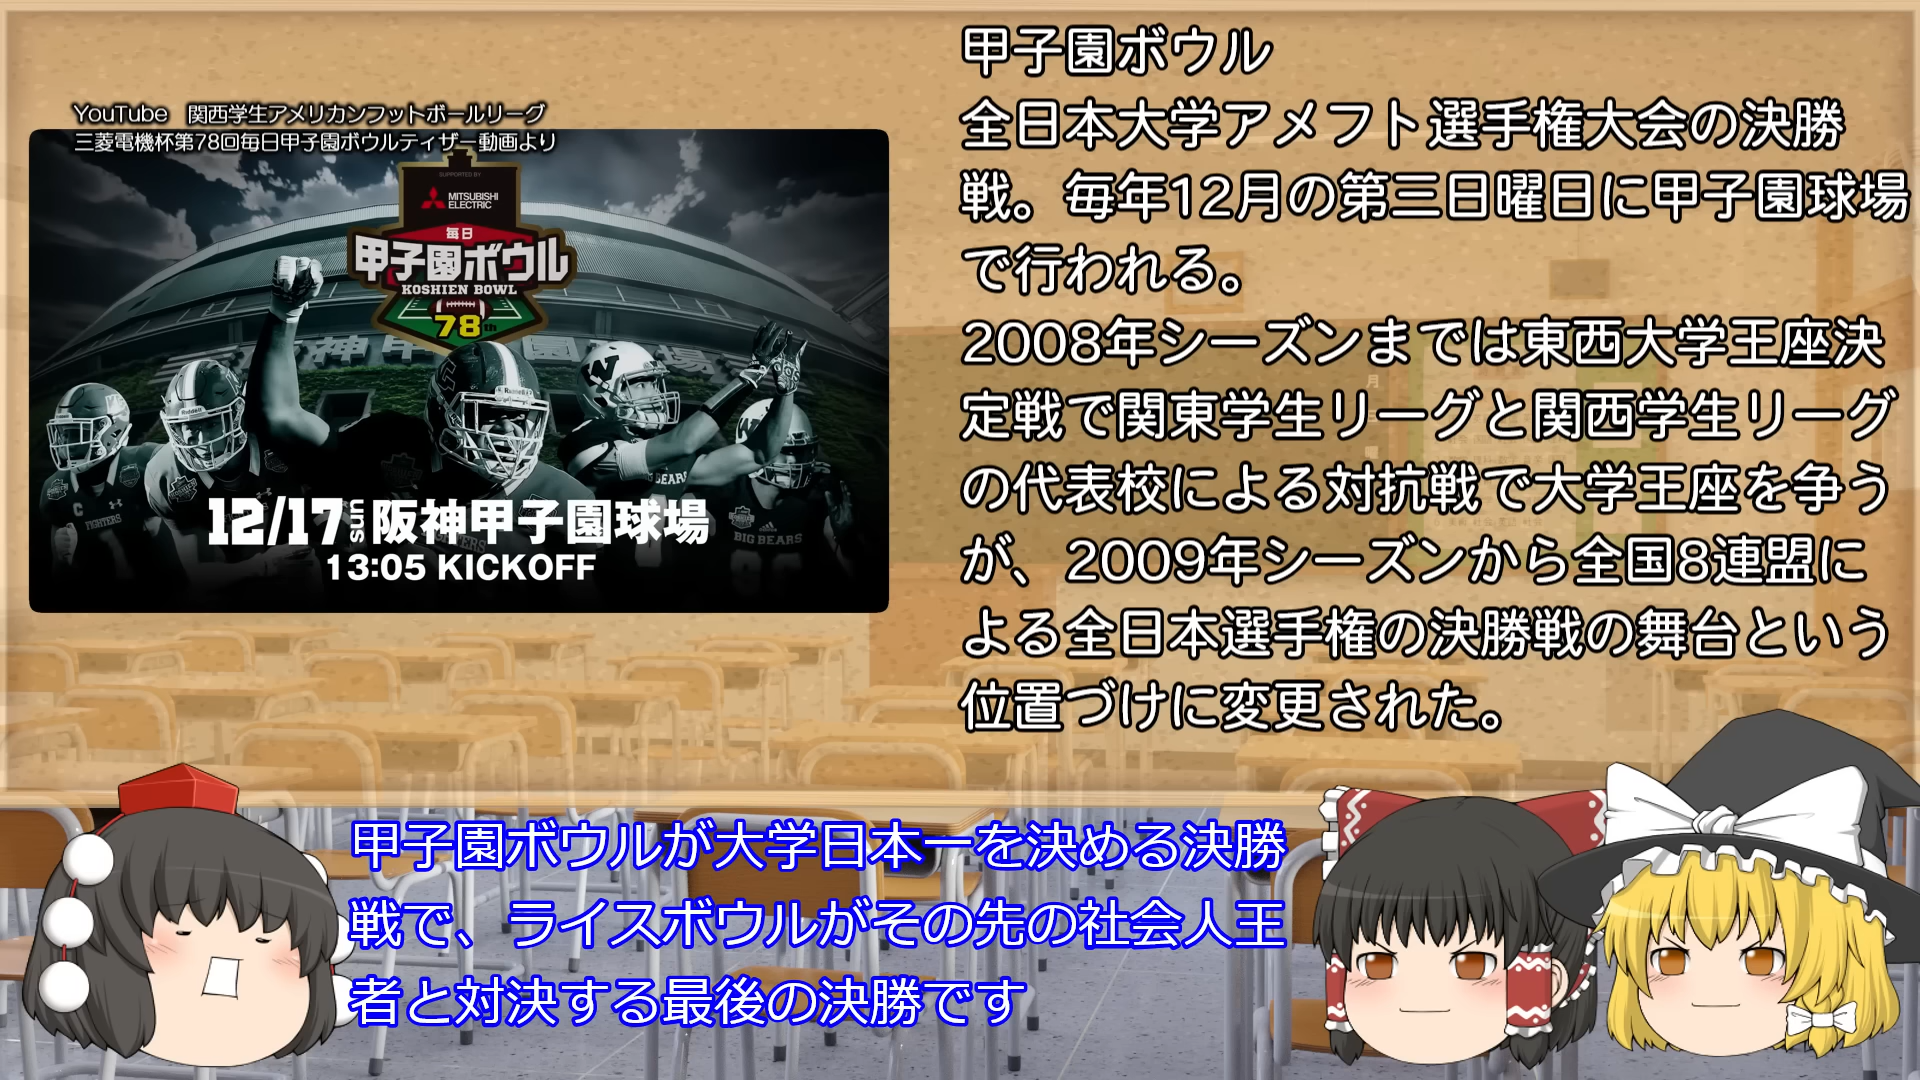 YouTube 関西学生アメリカンフットボールリーグ
三菱電機杯第78回毎日甲子園ボウルティザー動画より
SUPPORTED BY
MITSUBISHI
ELECTRIC
毎日
甲子園ボウル
KOSHIEN BOWL
78th
12/17 SUN 阪神甲子園球場
13:05 KICKOFF
FIGHTERS
BIG BEARS
甲子園ボウル
全日本大学アメフト選手権大会の決勝
戦。毎年12月の第三日曜日に甲子園球場
で行われる。
2008年シーズンまでは東西大学王座決
定戦で関東学生リーグと関西学生リーグ
の代表校による対抗戦で大学王座を争う
が、2009年シーズンから全国8連盟に
よる全日本選手権の決勝戦の舞台という
位置づけに変更された。
甲子園ボウルが大学日本一を決める決勝
戦で、ライスボウルがその先の社会人王
者と対決する最後の決勝です